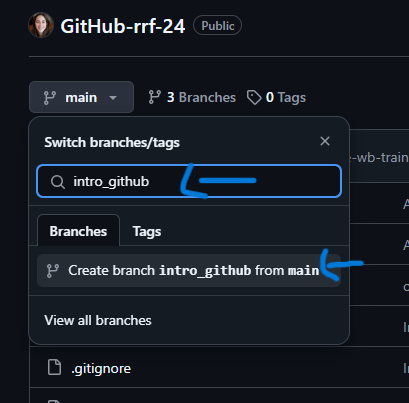 GitHub-rrf-24 Public
main 3 Branches 0 Tags
Switch branches/tags
e-wb-train
intro_github
Branches Tags
Create branch intro_github from main
View all branches
.gitignore